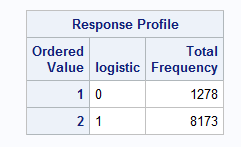 Response Profile
Ordered Value logistic Total Frequency
1 0 1278
2 1 8173